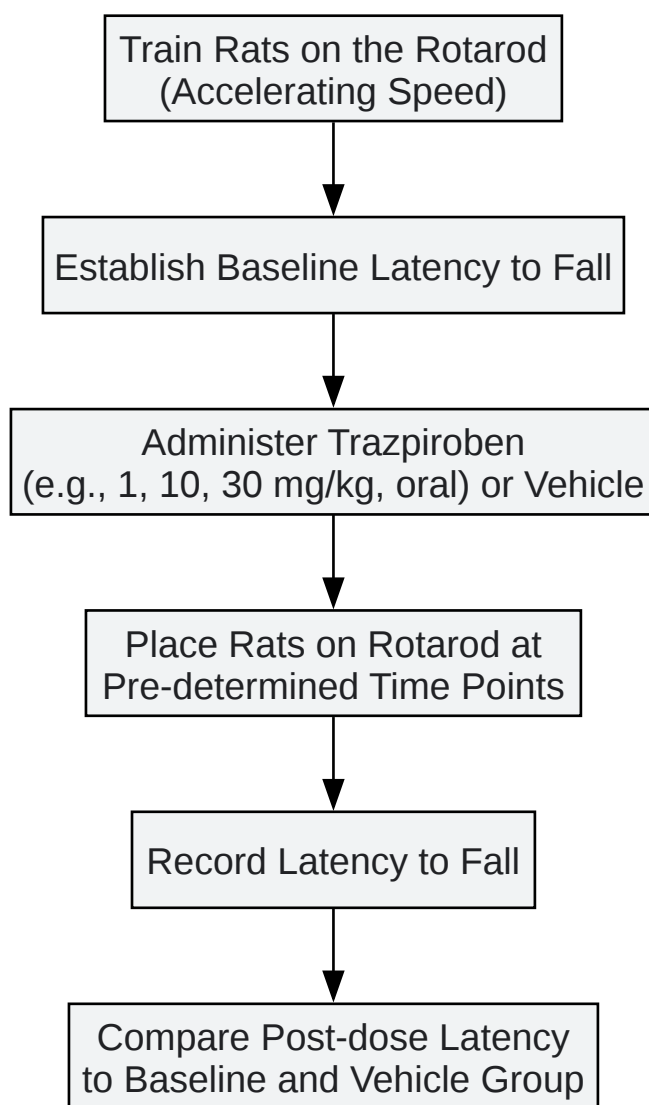 Train Rats on the Rotarod
(Accelerating Speed)
Establish Baseline Latency to Fall
Administer Trazpiroben
(e.g., 1, 10, 30 mg/kg, oral) or Vehicle
Place Rats on Rotarod at
Pre-determined Time Points
Record Latency to Fall
Compare Post-dose Latency
to Baseline and Vehicle Group